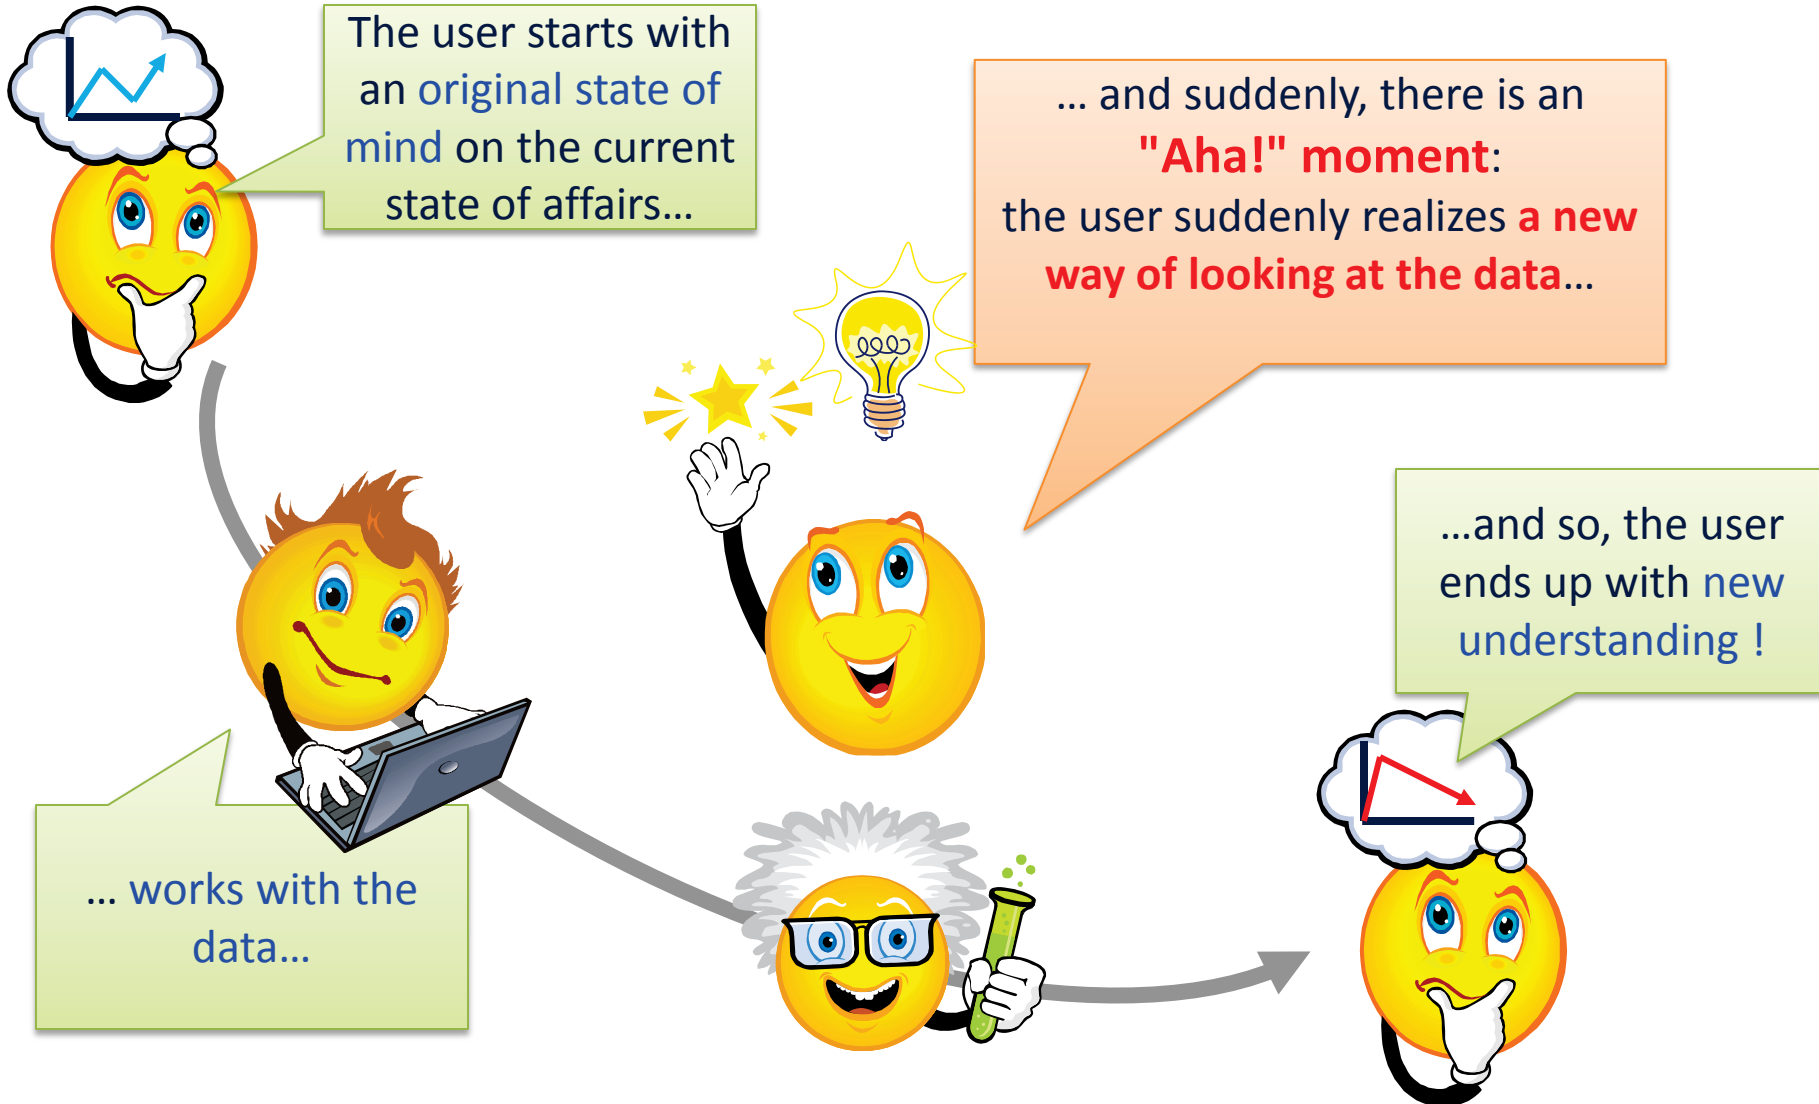 The user starts with
an original state of
mind on the current
state of affairs...
... works with the
data...
... and suddenly, there is an
"Aha!" moment:
the user suddenly realizes a new
way of looking at the data...
...and so, the user
ends up with new
understanding !